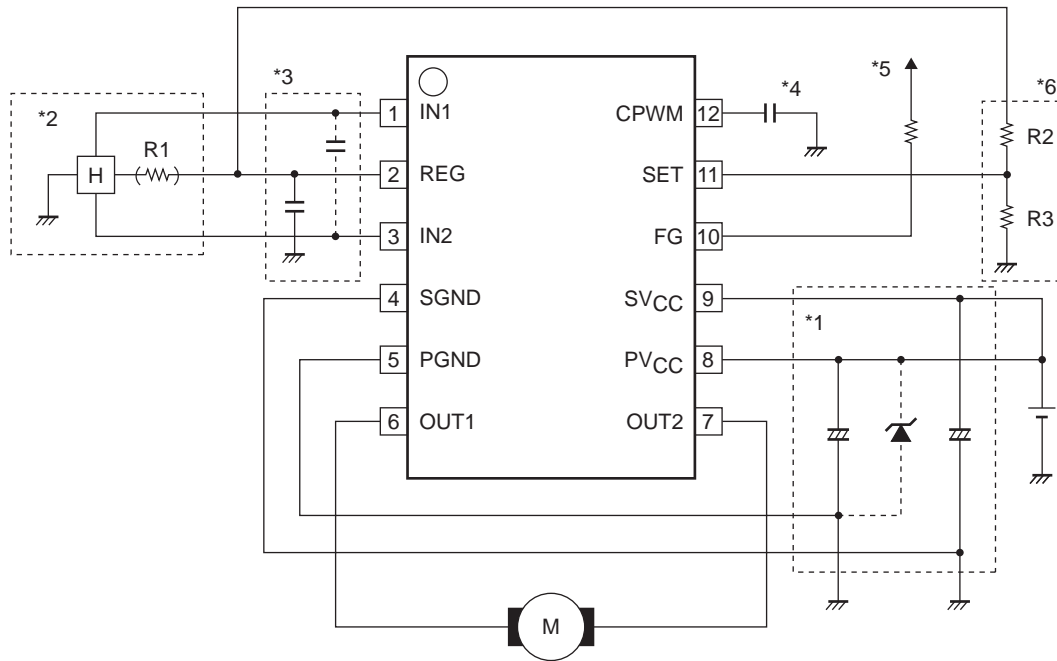 *3
*5
*6
*2
*4
1 IN1 CPWM 12
R1
R2
H
2 REG SET 11
R3
3 IN2 FG 10
4 SGND SVCC 9
*1
5 PGND PVCC 8
6 OUT1 OUT2 7
M